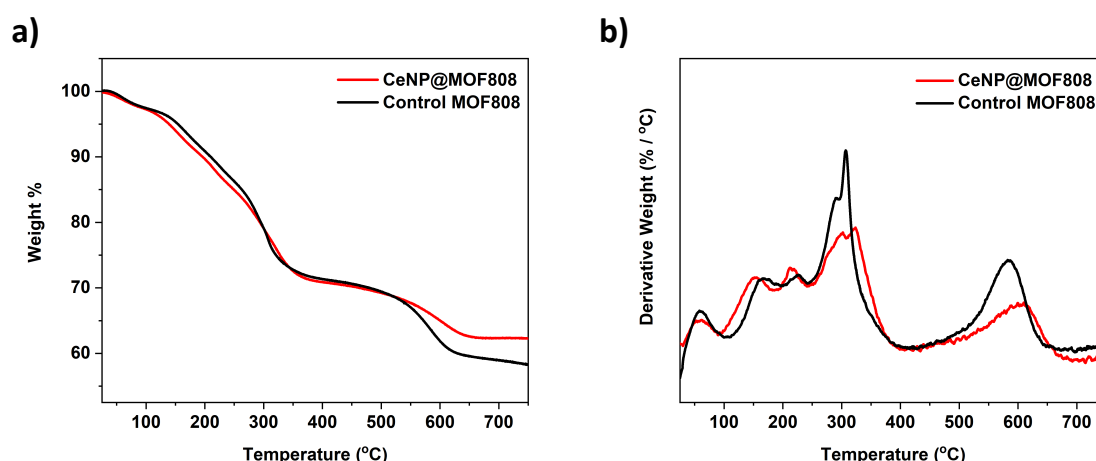 a)
CeNP@MOF808
Control MOF808
100
90
80
70
60
Weight %
100 200 300 400 500 600 700
Temperature (°C)
b)
CeNP@MOF808
Control MOF808
Derivative Weight (% / °C)
100 200 300 400 500 600 700
Temperature (°C)